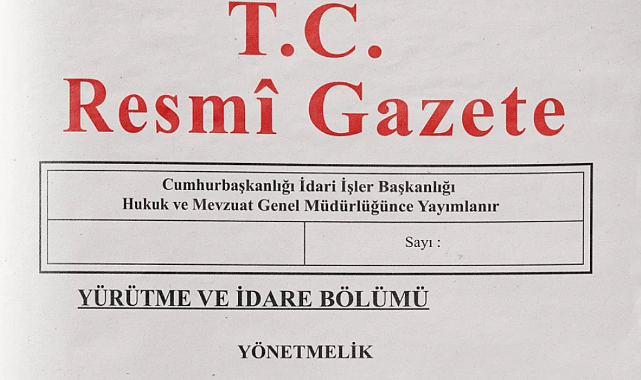 T.C.
Resmî Gazete
Cumhurbaşkanlığı İdari İşler Başkanlığı
Hukuk ve Mevzuat Genel Müdürlüğünce Yayımlanır
Sayı :
YÜRÜTME VE İDARE BÖLÜMÜ
YÖNETMELİK